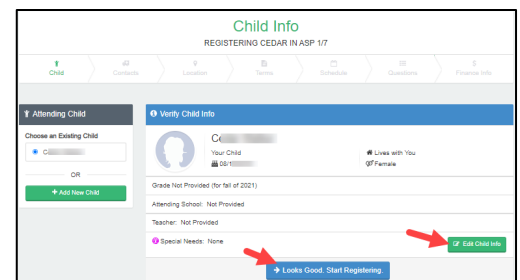 Child Info
REGISTERING CEDAR IN ASP 1/7
Child
Contacts
Location
Terms
Schedule
Questions
Finance Info
Attending Child
Choose an Existing Child
OR
+ Add New Child
Verify Child Info
Your Child
Lives with You
Female
Grade Not Provided (for fall of 2021)
Attending School: Not Provided
Teacher: Not Provided
Special Needs: None
Edit Child Info
Looks Good. Start Registering.